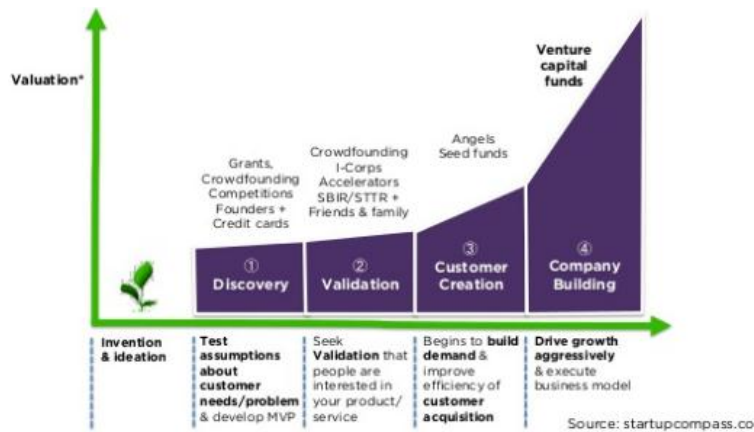 Valuation*
Venture
capital
funds
Angels
Seed funds
Crowdfounding
I-Corps
Accelerators
SBIR/STTR +
Friends & family
Grants,
Crowdfounding
Competitions
Founders +
Credit cards
①
Discovery
②
Validation
③
Customer
Creation
④
Company
Building
Invention
& ideation
Test
assumptions
about
customer
needs/problem
& develop MVP
Seek
Validation that
people are
interested in
your product/
service
Begins to build
demand &
improve
efficiency of
customer
acquisition
Drive growth
aggressively
& execute
business model
Source: startupcompass.co